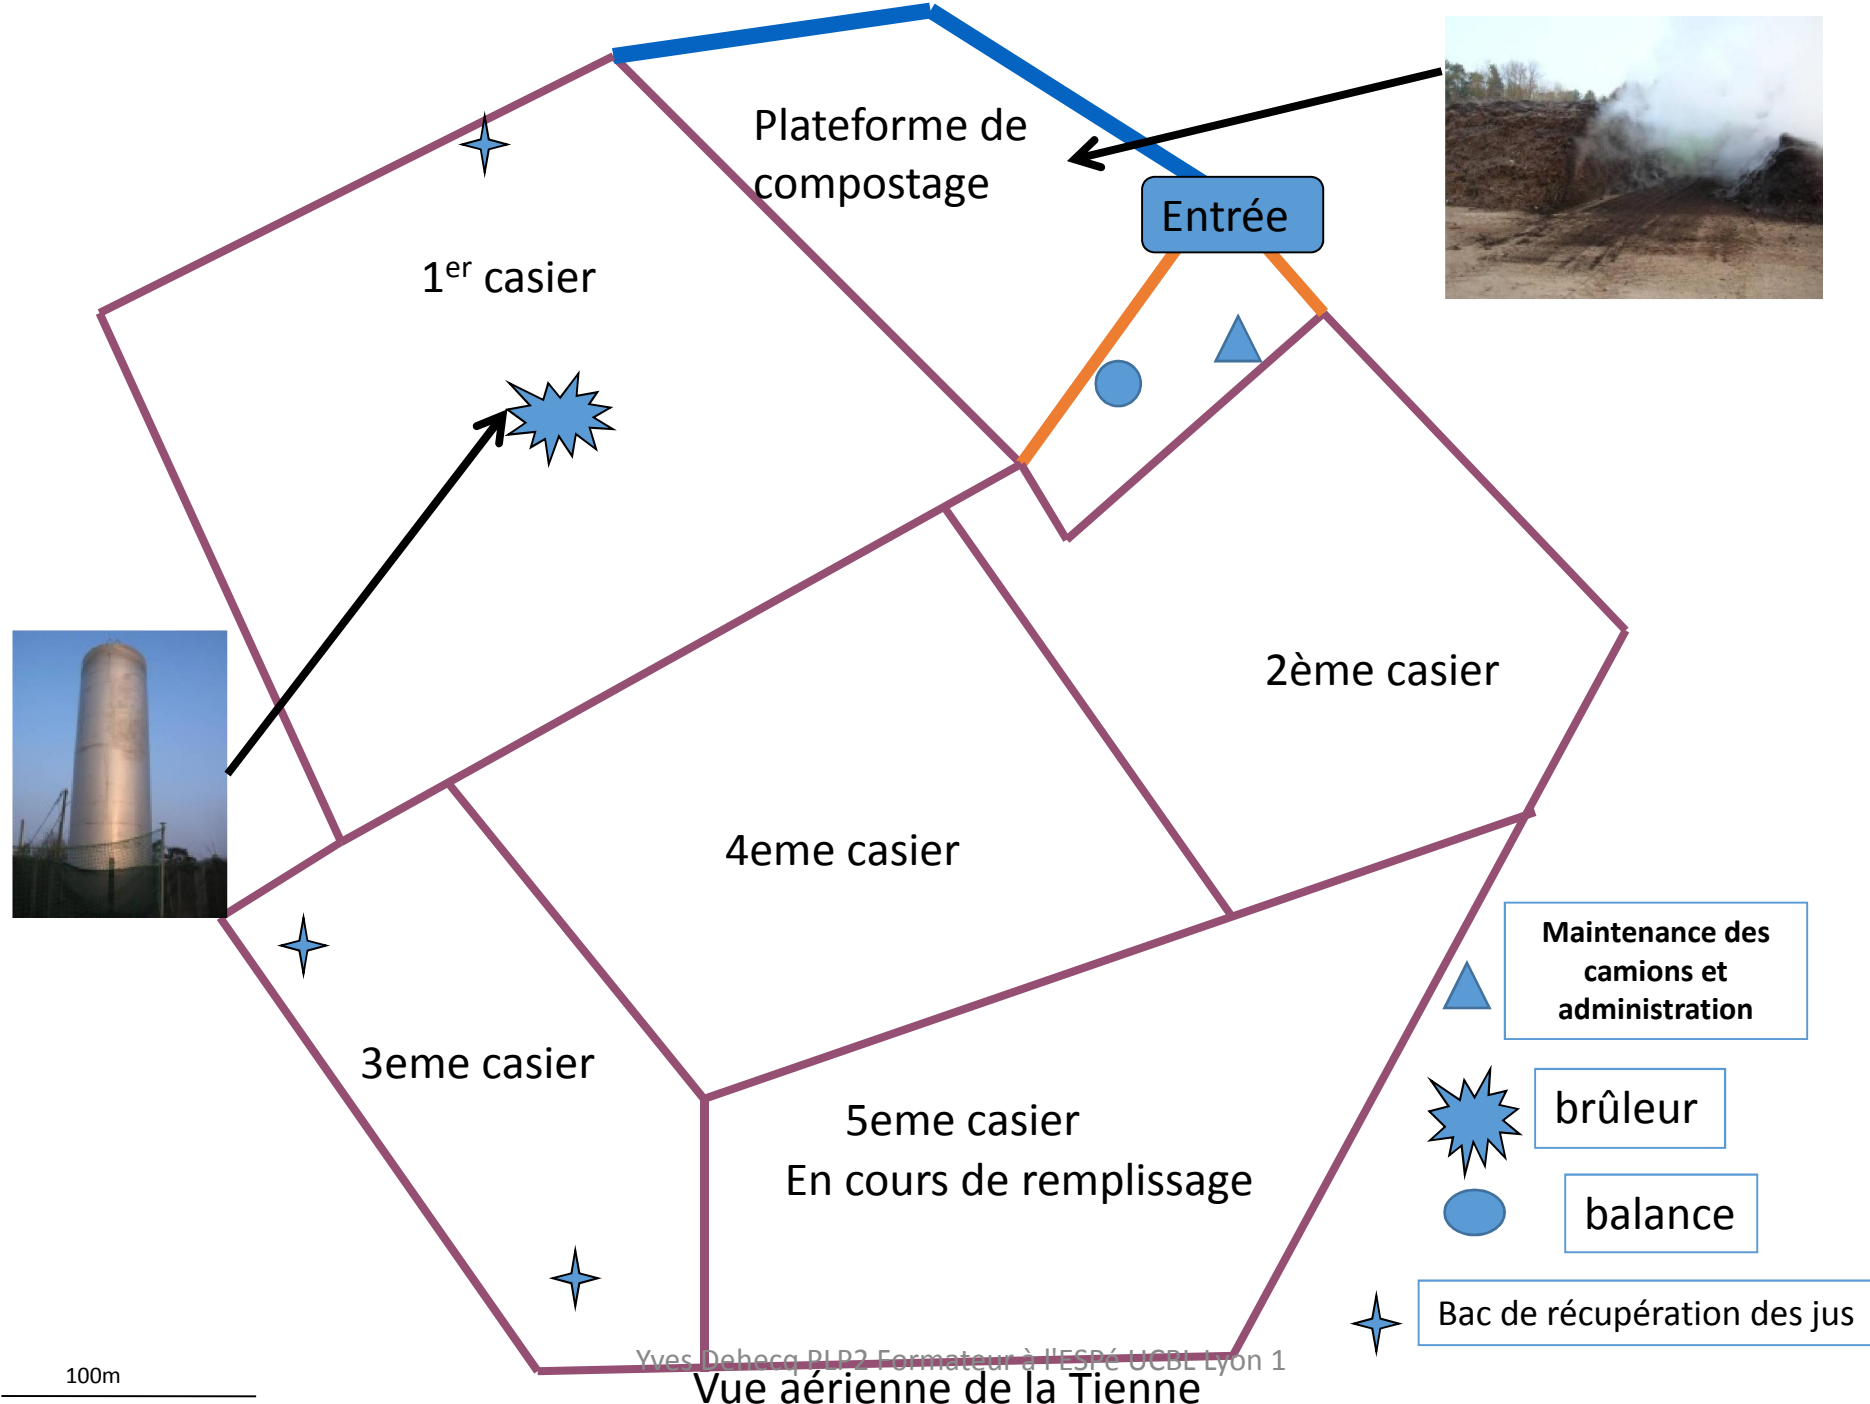 Plateforme de
compostage
Entrée
1er casier
2ème casier
4eme casier
3eme casier
5eme casier
En cours de remplissage
Maintenance des
camions et
administration
brûleur
balance
Bac de récupération des jus
100m
Yves Dehecq PLP2 Formateur à l'ESPé UCBL Lyon 1
Vue aérienne de la Tienne